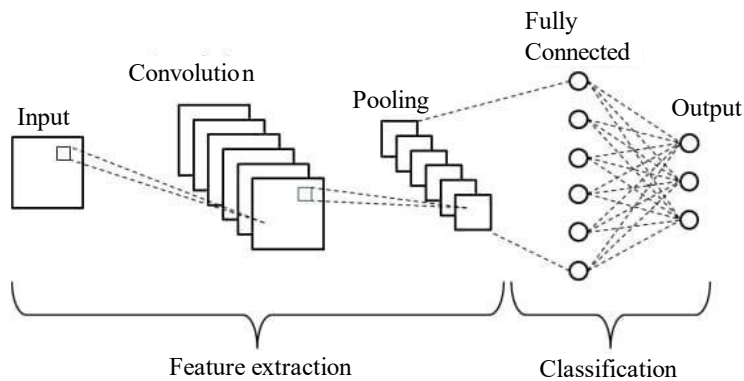 Fully
Connected
Convolution
Pooling
Input
Output
Feature extraction
Classification